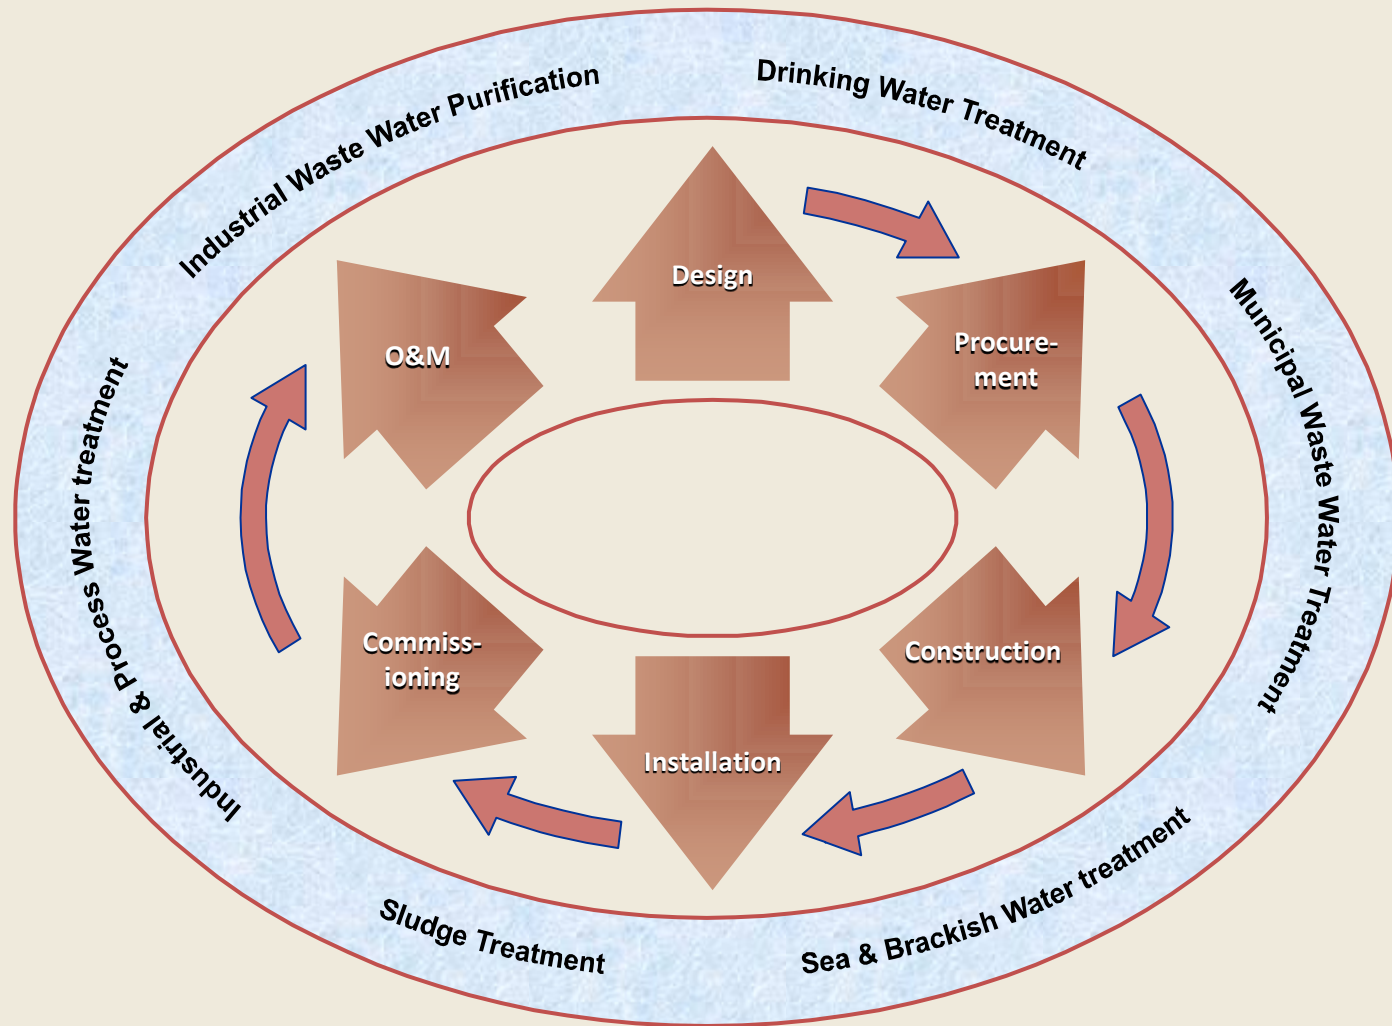 Industrial Waste Water Purification
Drinking Water Treatment
Municipal Waste Water Treatment
Sea & Brackish Water treatment
Sludge Treatment
Industrial & Process Water treatment
Design
Procure-
ment
Construction
Installation
Commiss-
ioning
O&M